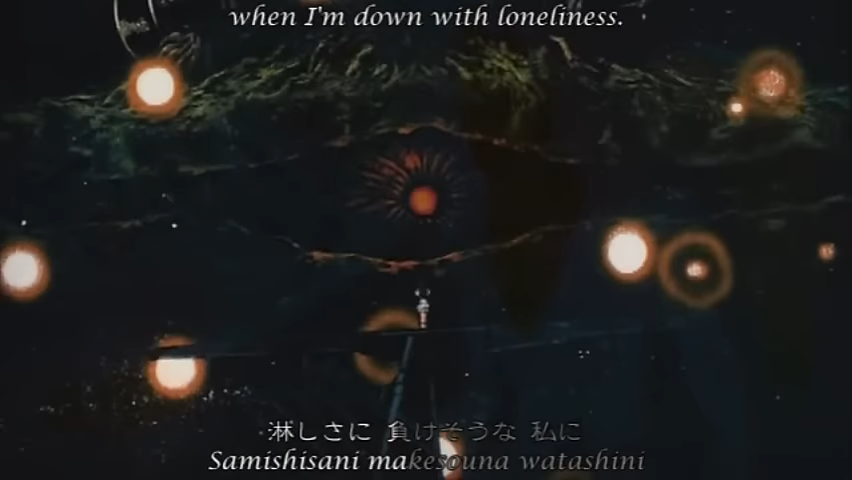 when I'm down with loneliness.
淋しさに 負けそうな 私に
Samishisani makesouna watashini